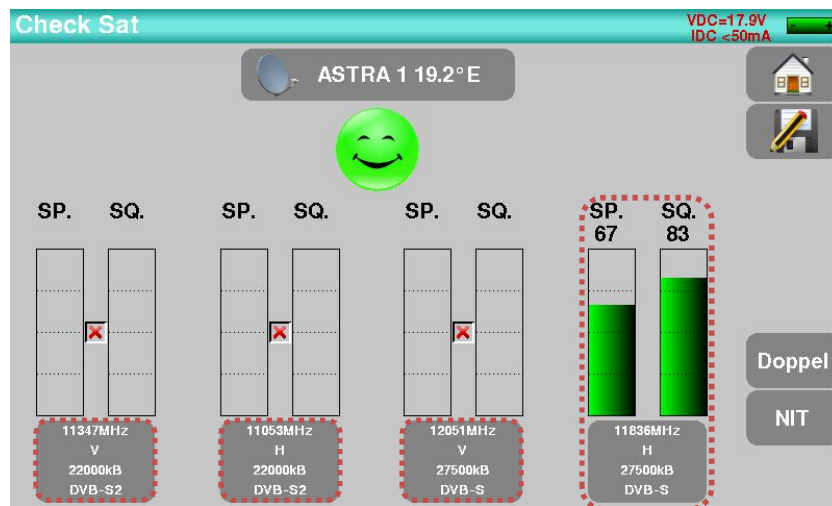 Check Sat
VDC=17.9V
IDC <50mA
ASTRA 1 19.2°E
SP. SQ.
SP. SQ.
SP. SQ.
SP. SQ.
67 83
11347MHz
V
22000kB
DVB-S2
11053MHz
H
22000kB
DVB-S2
12051MHz
V
27500kB
DVB-S
11836MHz
H
27500kB
DVB-S
Doppel
NIT